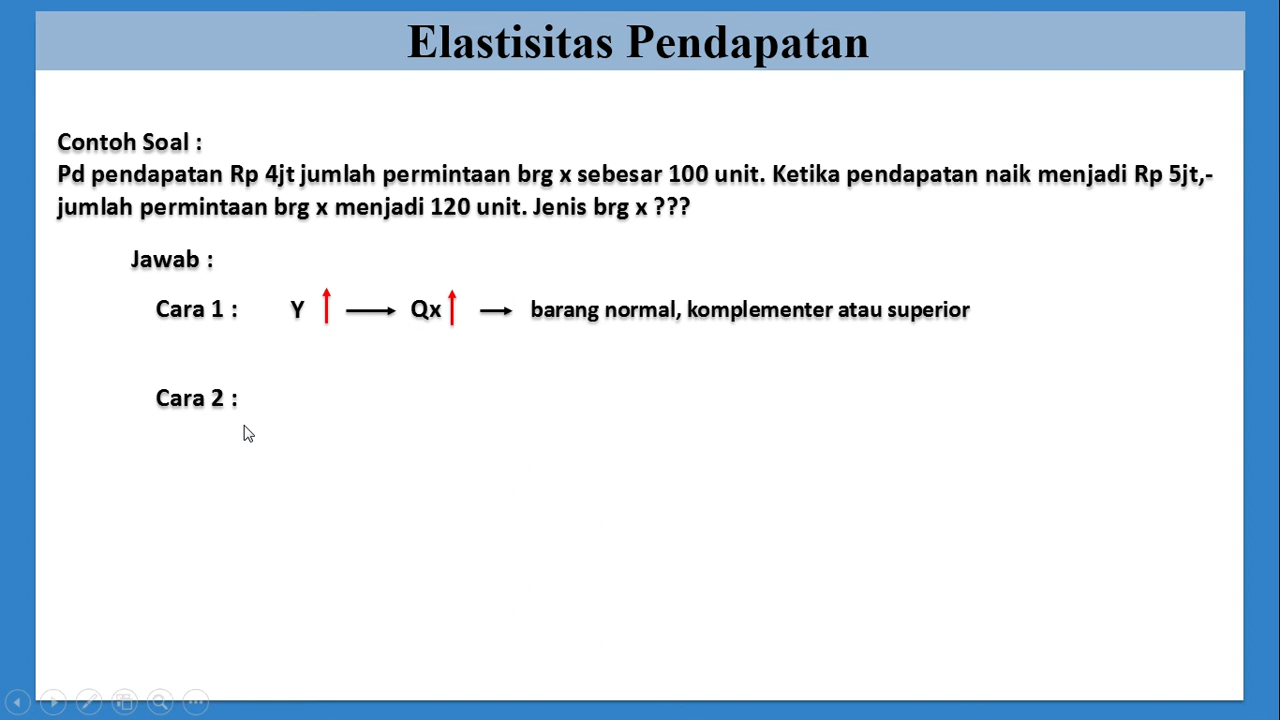 Elastisitas Pendapatan
Contoh Soal :
Pd pendapatan Rp 4jt jumlah permintaan brg x sebesar 100 unit. Ketika pendapatan naik menjadi Rp 5jt,-
jumlah permintaan brg x menjadi 120 unit. Jenis brg x ???
Jawab :
Cara 1 : Y Qx barang normal, komplementer atau superior
Cara 2 :